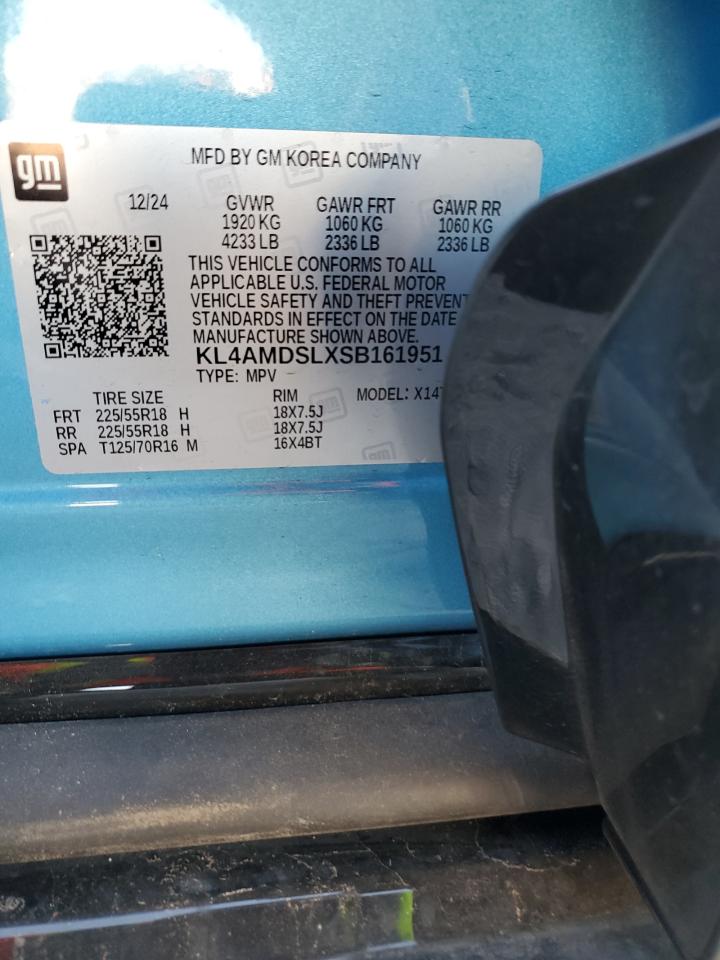 gm
MFD BY GM KOREA COMPANY
12/24 GVWR GAWR FRT GAWR RR
1920 KG 1060 KG 1060 KG
4233 LB 2336 LB 2336 LB
THIS VEHICLE CONFORMS TO ALL
APPLICABLE U.S. FEDERAL MOTOR
VEHICLE SAFETY AND THEFT PREVENT
STANDARDS IN EFFECT ON THE DATE
MANUFACTURE SHOWN ABOVE.
KL4AMDSLXSB161951
TYPE: MPV
TIRE SIZE RIM MODEL: X14
FRT 225/55R18 H 18X7.5J
RR 225/55R18 H 18X7.5J
SPA T125/70R16 M 16X4BT
gm